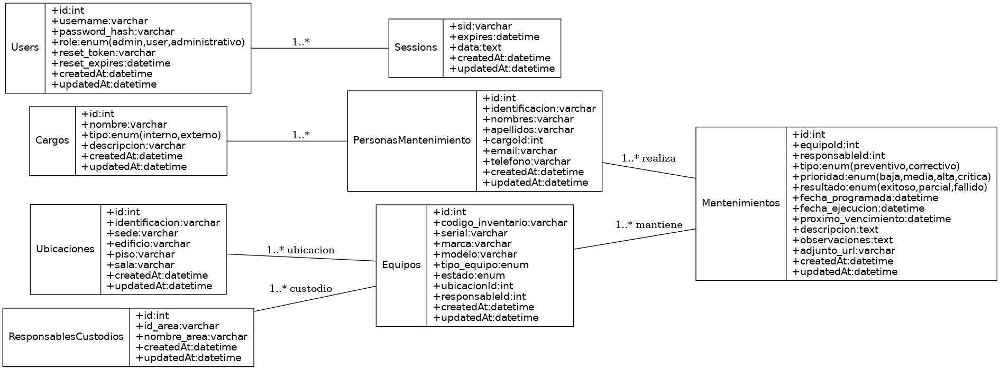 Users
+id:int
+username:varchar
+password_hash:varchar
+role:enum(admin,user,administrativo)
+reset_token:varchar
+reset_expires:datetime
+createdAt:datetime
+updatedAt:datetime
1..*
Sessions
+sid:varchar
+expires:datetime
+data:text
+createdAt:datetime
+updatedAt:datetime
Cargos
+id:int
+nombre:varchar
+tipo:enum(interno,externo)
+descripcion:varchar
+createdAt:datetime
+updatedAt:datetime
1..*
PersonasMantenimiento
+id:int
+identificacion:varchar
+nombres:varchar
+apellidos:varchar
+cargoId:int
+email:varchar
+telefono:varchar
+createdAt:datetime
+updatedAt:datetime
1..* realiza
Mantenimientos
+id:int
+equipoId:int
+responsableId:int
+tipo:enum(preventivo,correctivo)
+prioridad:enum(baja,media,alta,critica)
+resultado:enum(exitoso,parcial,fallido)
+fecha_programada:datetime
+fecha_ejecucion:datetime
+proximo_vencimiento:datetime
+descripcion:text
+observaciones:text
+adjunto_url:varchar
+createdAt:datetime
+updatedAt:datetime
Ubicaciones
+id:int
+identificacion:varchar
+sede:varchar
+edificio:varchar
+piso:varchar
+sala:varchar
+createdAt:datetime
+updatedAt:datetime
1..* ubicacion
Equipos
+id:int
+codigo_inventario:varchar
+serial:varchar
+marca:varchar
+modelo:varchar
+tipo_equipo:enum
+estado:enum
+ubicacionId:int
+responsableId:int
+createdAt:datetime
+updatedAt:datetime
1..* mantiene
1..* custodio
ResponsablesCustodios
+id:int
+id_area:varchar
+nombre_area:varchar
+createdAt:datetime
+updatedAt:datetime